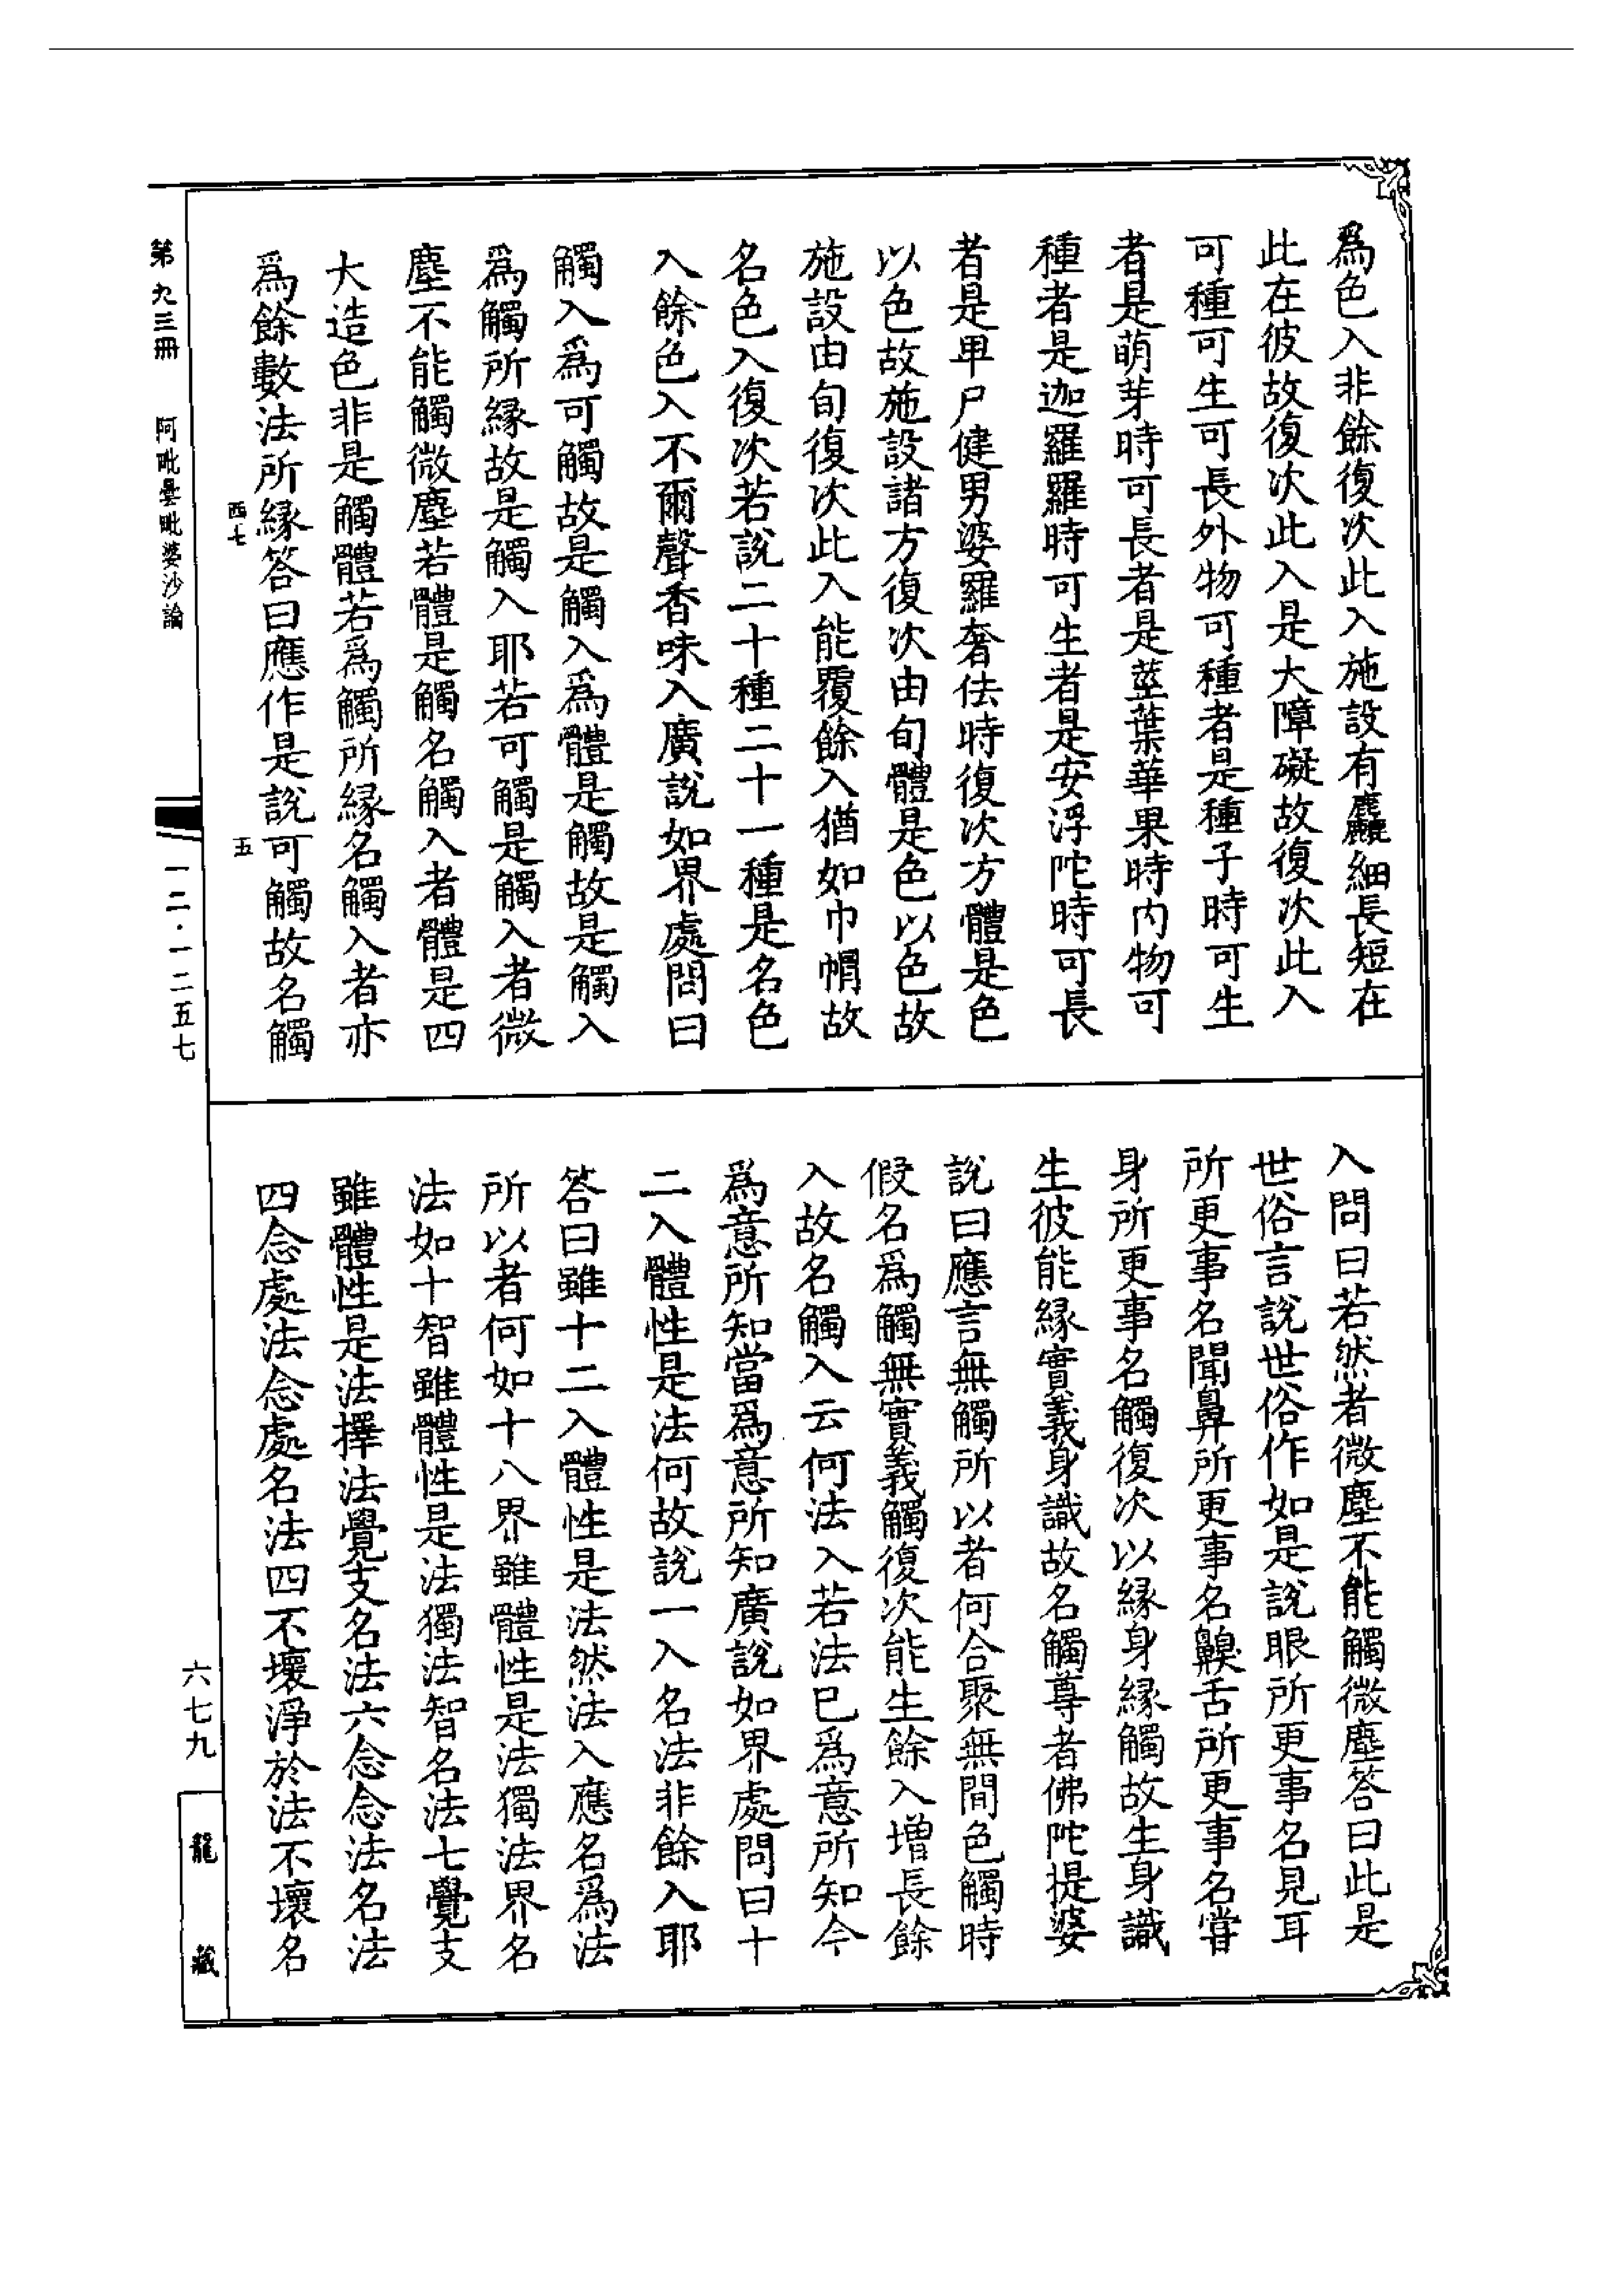 爲色入非餘復次此入施設有麤細長短在
此在彼故復次此入是大障礙故復次此入
可種可生可長外物可種者是種子時可生
者是萌芽時可長者是莖葉華果時内物可
種者是迦羅羅時可生者是安浮陀時可長
者是卑尸健男婆羅奢佉時復次方體是色
以色故施設諸方復次由旬體是色以色故
施設由旬復次此入能覆餘入猶如巾帽故
名色入復次若說二十種二十一種是名色
入餘色入不爾聲香味入廣說如界處問曰
觸入爲可觸故是觸入爲體是觸故是觸入
爲觸所縁故是觸入耶若可觸是觸入者微
塵不能觸微塵若體是觸名觸入者體是四
大造色非是觸體若爲觸所縁名觸入者亦
爲餘數法所縁答曰應作是說可觸故名觸
入問曰若然者微塵不能觸微塵答曰此是
世俗言說世俗作如是說眼所更事名見耳
所更事名聞鼻所更事名齅舌所更事名嘗
身所更事名觸復次以縁身縁觸故生身識
生彼能縁實義身識故名觸尊者佛陀提婆
說曰應言無觸所以者何合聚無間色觸時
假名爲觸無實義觸復次能生餘入增長餘
入故名觸入云何法入若法已爲意所知今
爲意所知當爲意所知廣說如界處問曰十
二入體性是法何故說一入名法非餘入耶
答曰雖十二入體性是法然法入應名爲法
所以者何如十八界雖體性是法獨法界名
法如十智雖體性是法獨法智名法七覺支
雖體性是法擇法覺支名法六念念法名法
四念處法念處名法四不壞淨於法不壞名
第九三冊 阿毗曇毗婆沙論
西七
五
一二·一二五七
六七九
龍藏